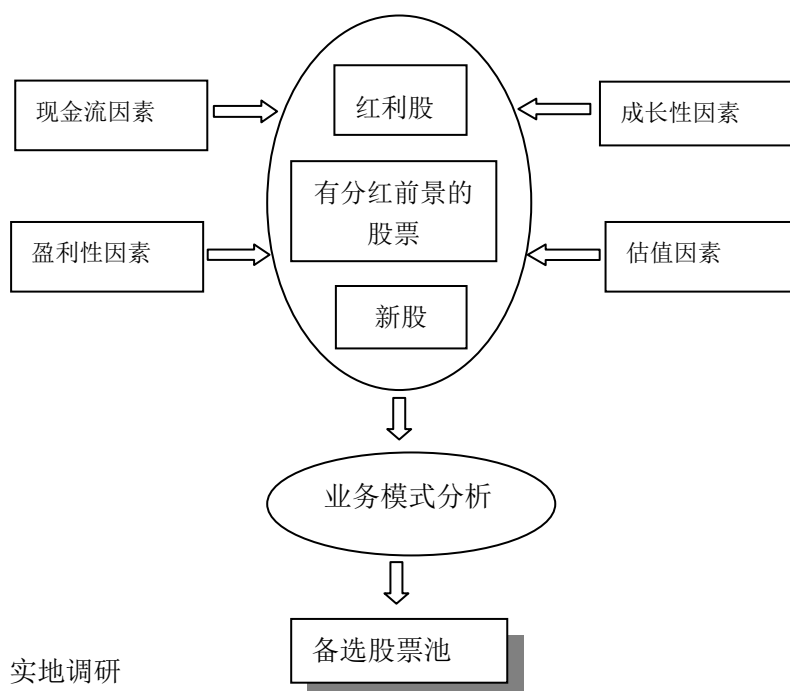 现金流因素
红利股
成长性因素
有分红前景的
股票
盈利性因素
估值因素
新股
业务模式分析
备选股票池
实地调研